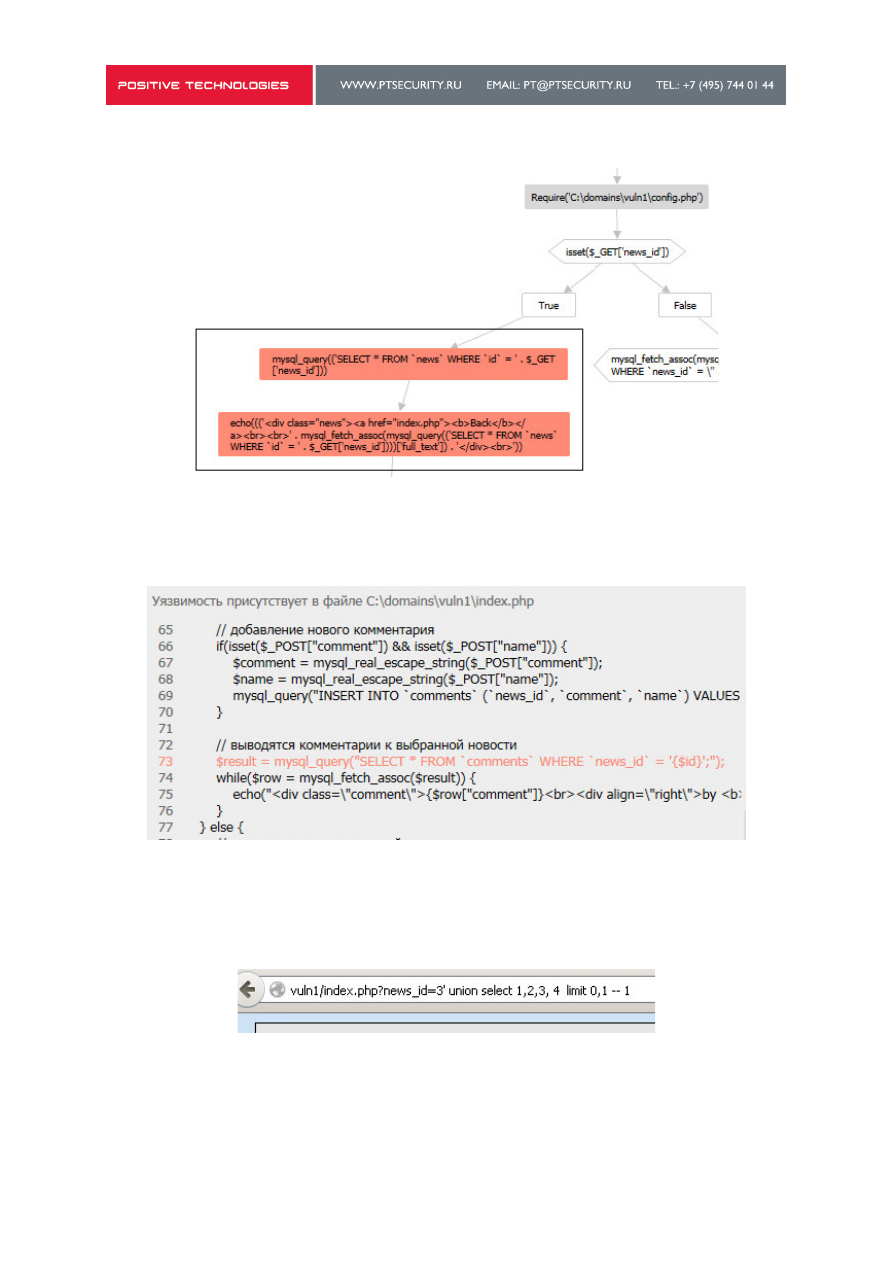 POSITIVE TECHNOLOGIES WWW.PTSECURITY.RU EMAIL: PT@PTSECURITY.RU TEL.: +7 (495) 744 01 44
Require('C:\domains\vuln1\config.php')
isset($_GET['news_id'])
True
False
mysql_query(('SELECT * FROM `news` WHERE `id` = ' . $_GET
['news_id']))
mysql_fetch_assoc(mysq
WHERE `news_id` = \"
echo((('<div class="news"><a href="index.php"><b>Back</b></
a><br><br>' . mysql_fetch_assoc(mysql_query(('SELECT * FROM `news`
WHERE `id` = ' . $_GET['news_id'])))['full_text']) . '</div><br>'))
Уязвимость присутствует в файле C:\domains\vuln1\index.php
65 // добавление нового комментария
66 if(isset($_POST["comment"]) && isset($_POST["name"])) {
67 $comment = mysql_real_escape_string($_POST["comment"]);
68 $name = mysql_real_escape_string($_POST["name"]);
69 mysql_query("INSERT INTO `comments` (`news_id`, `comment`, `name`) VALUES
70 }
71
72 // выводятся комментарии к выбранной новости
73 $result = mysql_query("SELECT * FROM `comments` WHERE `news_id` = '{$id}';");
74 while($row = mysql_fetch_assoc($result)) {
75 echo("<div class=\"comment\">{$row["comment"]}<br><div align=\"right\">by <b>
76 }
77 } else {
vuln1/index.php?news_id=3' union select 1,2,3, 4 limit 0,1 -- 1